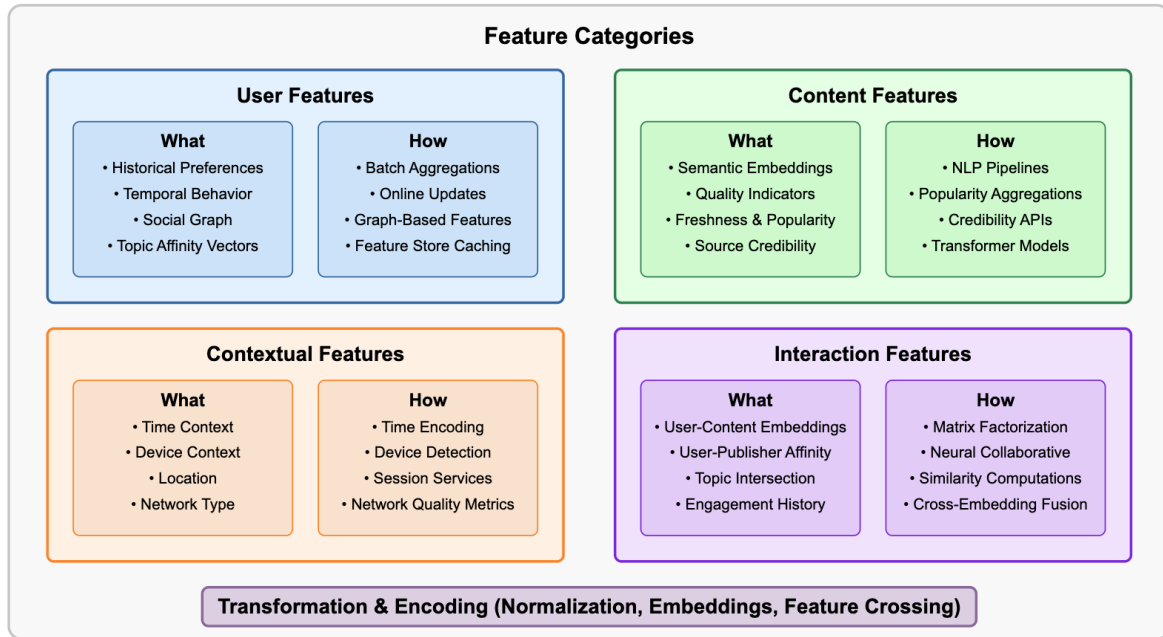 Feature Categories
User Features
What
• Historical Preferences
• Temporal Behavior
• Social Graph
• Topic Affinity Vectors
How
• Batch Aggregations
• Online Updates
• Graph-Based Features
• Feature Store Caching
Content Features
What
• Semantic Embeddings
• Quality Indicators
• Freshness & Popularity
• Source Credibility
How
• NLP Pipelines
• Popularity Aggregations
• Credibility APIs
• Transformer Models
Contextual Features
What
• Time Context
• Device Context
• Location
• Network Type
How
• Time Encoding
• Device Detection
• Session Services
• Network Quality Metrics
Interaction Features
What
• User-Content Embeddings
• User-Publisher Affinity
• Topic Intersection
• Engagement History
How
• Matrix Factorization
• Neural Collaborative
• Similarity Computations
• Cross-Embedding Fusion
Transformation & Encoding (Normalization, Embeddings, Feature Crossing)